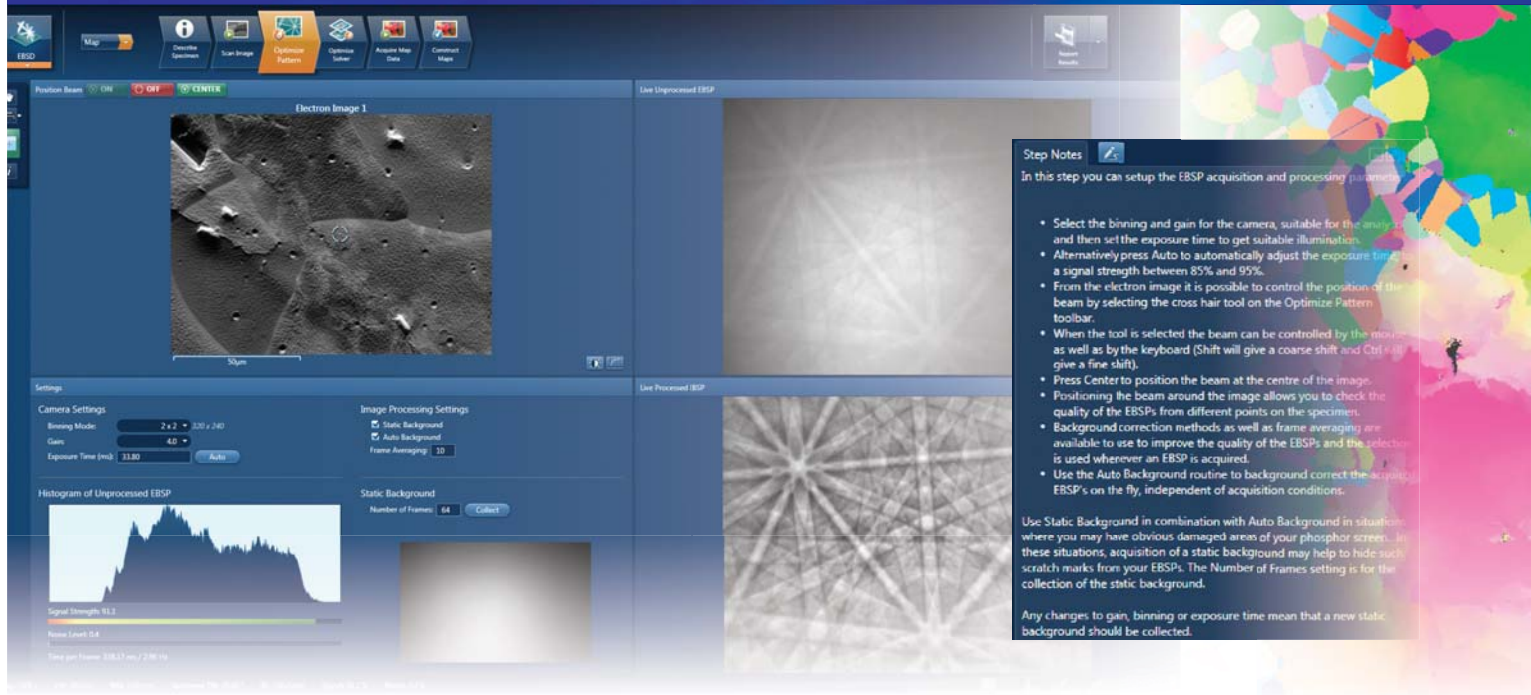 EBSD
Map
Describe
Specimen
Scan Image
Optimize
Pattern
Optimize
Solver
Acquire Map
Data
Construct
Maps
Report
Results
Position Beam ON OFF CENTER
Electron Image 1
50µm
Live Unprocessed EBSP
Settings
Camera Settings
Binning Mode: 2 x 2 320 x 240
Gain: 4.0
Exposure Time (ms): 33.80 Auto
Image Processing Settings
Static Background
Auto Background
Frame Averaging: 10
Histogram of Unprocessed EBSP
Signal Strength: 93.1
Noise Level: 0.4
Static Background
Number of Frames: 64 Collect
Live Processed EBSP
Step Notes
In this step you can setup the EBSP acquisition and processing
• Select the binning and gain for the camera, suitable for the
and then set the exposure time to get suitable illumination.
• Alternatively press Auto to automatically adjust the exposure time,
a signal strength between 85% and 95%.
• From the electron image it is possible to control the position of the
beam by selecting the cross hair tool on the Optimize Pattern
toolbar.
• When the tool is selected the beam can be controlled by the mouse
as well as by the keyboard (Shift will give a coarse shift and Ctrl will
give a fine shift).
• Press Center to position the beam at the centre of the image.
• Positioning the beam around the image allows you to check the
quality of the EBSPs from different points on the specimen.
• Background correction methods as well as frame averaging are
available to use to improve the quality of the EBSPs and the selection
is used wherever an EBSP is acquired.
• Use the Auto Background routine to background correct the acquired
EBSP's on the fly, independent of acquisition conditions.
Use Static Background in combination with Auto Background in situations
where you may have obvious damaged areas of your phosphor screen. In
these situations, acquisition of a static background may help to hide such
scratch marks from your EBSPs. The Number of Frames setting is for the
collection of the static background.
Any changes to gain, binning or exposure time mean that a new static
background should be collected.